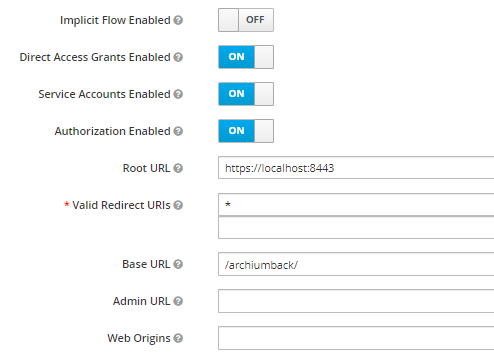 Implicit Flow Enabled OFF
Direct Access Grants Enabled ON
Service Accounts Enabled ON
Authorization Enabled ON
Root URL https://localhost:8443
* Valid Redirect URIs *
Base URL /archiumback/
Admin URL
Web Origins